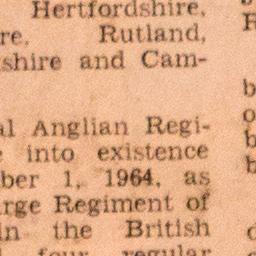 Hertfordshire,
re, Rutland,
shire and Cam-
al Anglian Regi-
into existence
ber 1, 1964, as
arge Regiment of
in the British
four regular